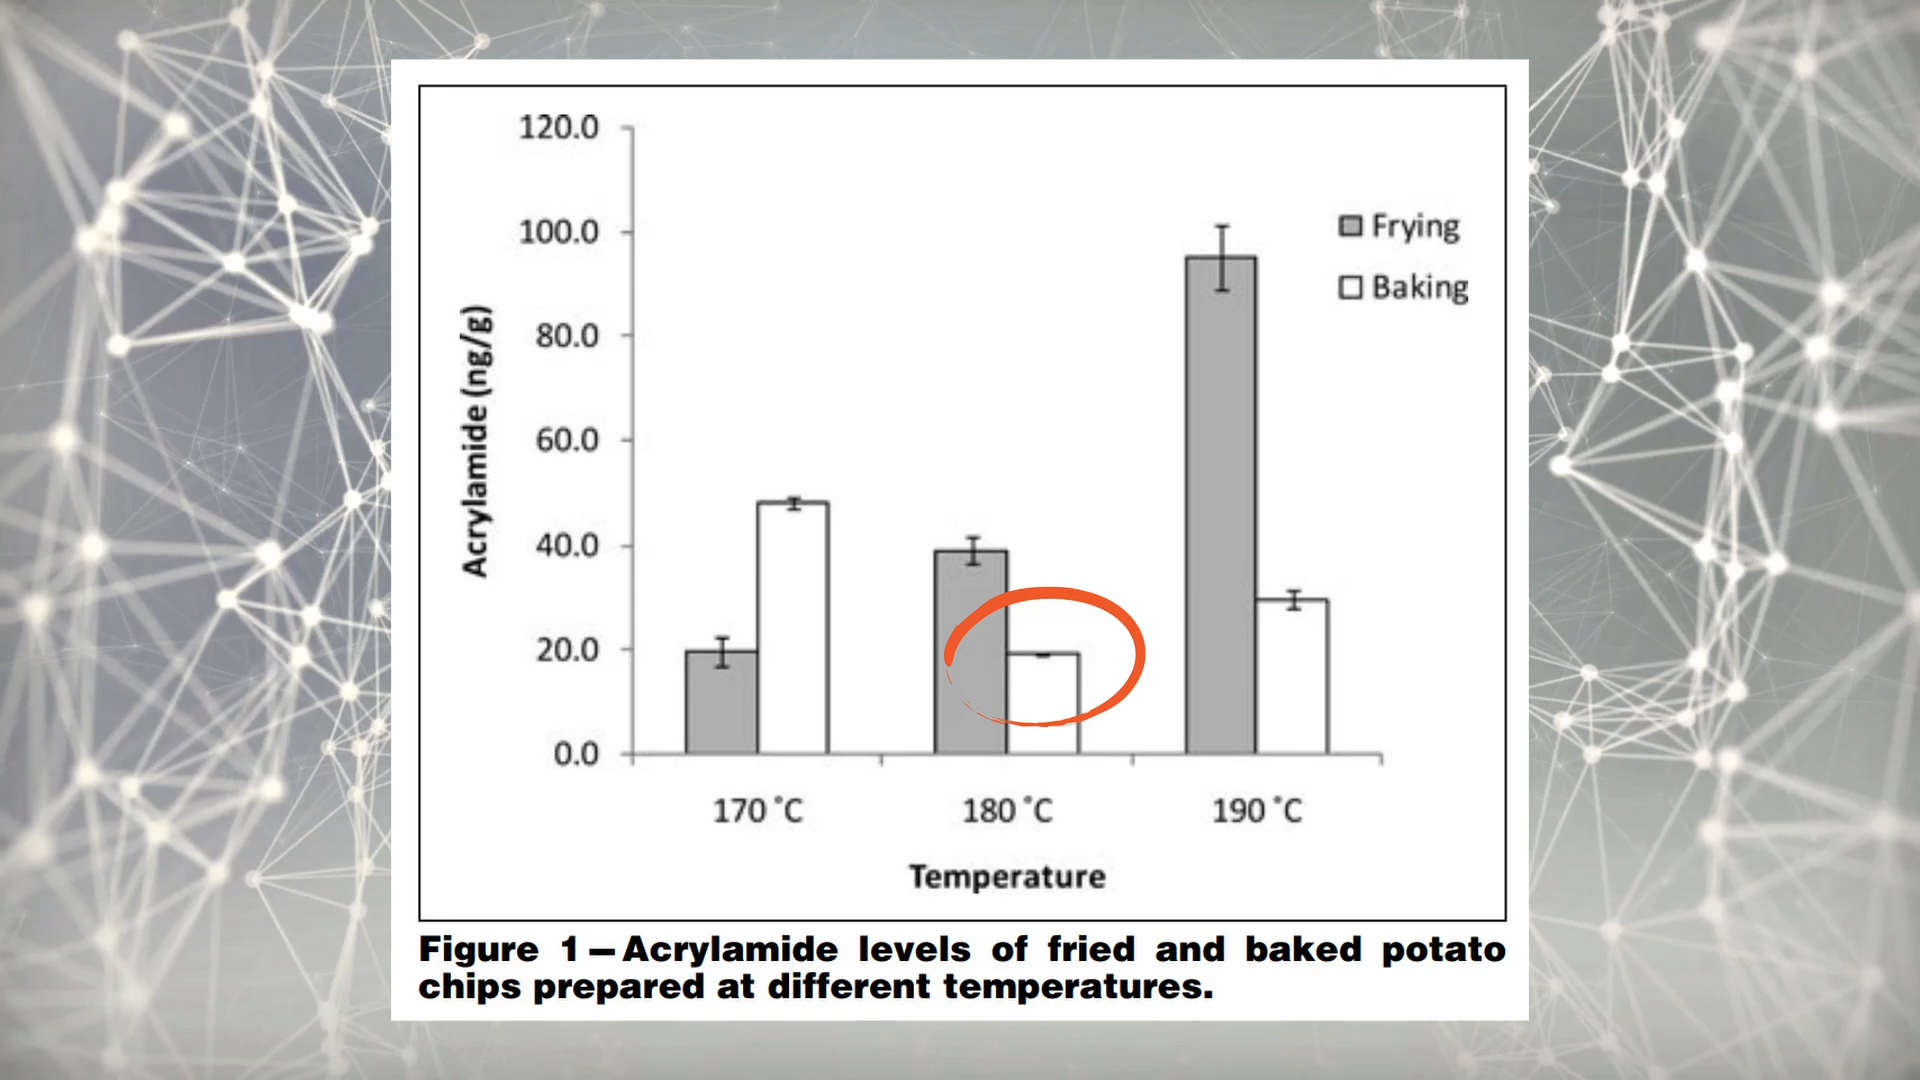 120.0
100.0
80.0
60.0
40.0
20.0
0.0
Acrylamide (ng/g)
Frying
Baking
170 ˚C
180 ˚C
190 ˚C
Temperature
Figure 1—Acrylamide levels of fried and baked potato
chips prepared at different temperatures.